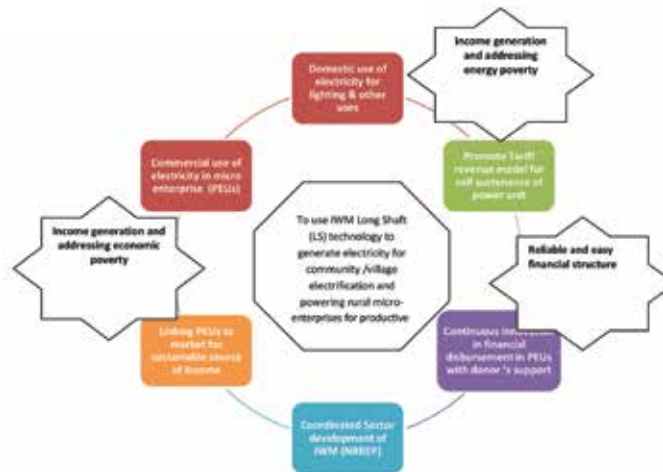 Income generation
and addressing
energy poverty
Domestic use of
electricity for
lighting & other
uses
Commercial use of
electricity in micro
enterprise (PEUs)
Promote Tariff
revenue model for
self sustenance of
power unit
Income generation and
addressing economic
poverty
To use IWM Long Shaft
(LS) technology to
generate electricity for
community /village
electrification and
powering rural micro-
enterprises for productive
Reliable and easy
financial structure
Linking PEUs to
market for
sustainable source
of income
Continuous
in financial
disbursement in PEUs
with donor 's support
Coordinated Sector
development of
IWM (NRREP)